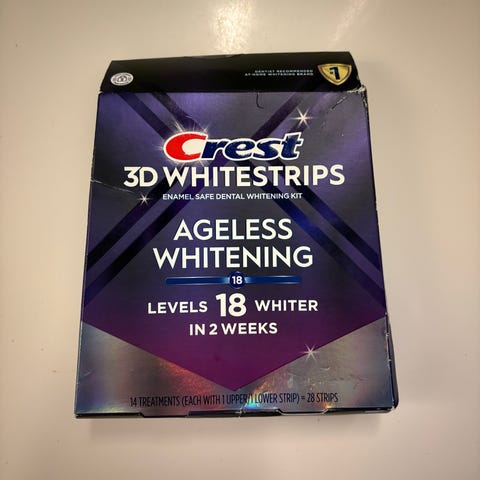 DENTIST RECOMMENDED
AT-HOME WHITENING BRAND
#1
Crest
3D WHITESTRIPS
ENAMEL SAFE DENTAL WHITENING KIT
AGELESS
WHITENING
18
LEVELS 18 WHITER
IN 2 WEEKS
14 TREATMENTS (EACH WITH 1 UPPER/1 LOWER STRIP) = 28 STRIPS